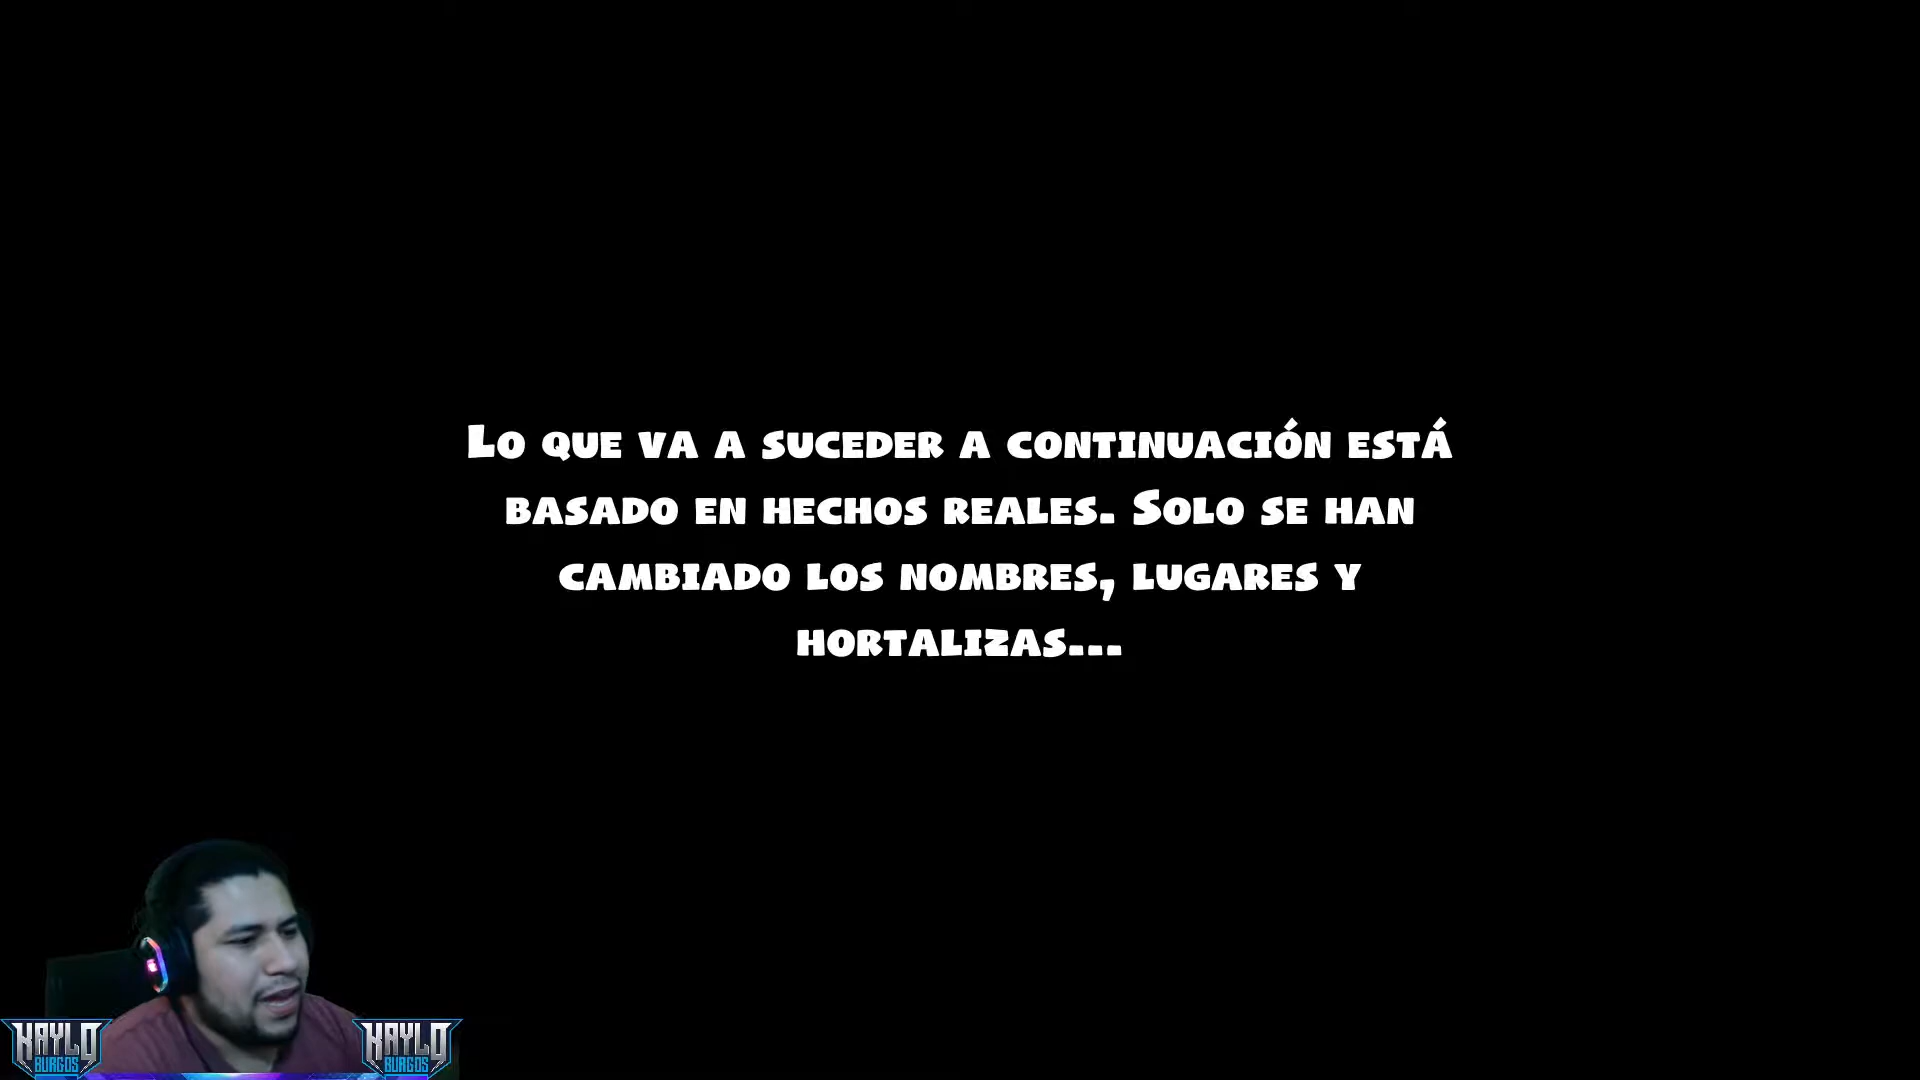 Lo que va a suceder a continuación está
basado en hechos reales. Solo se han
cambiado los nombres, lugares y
hortalizas...
KAYLO
BURGOS
KAYLO
BURGOS